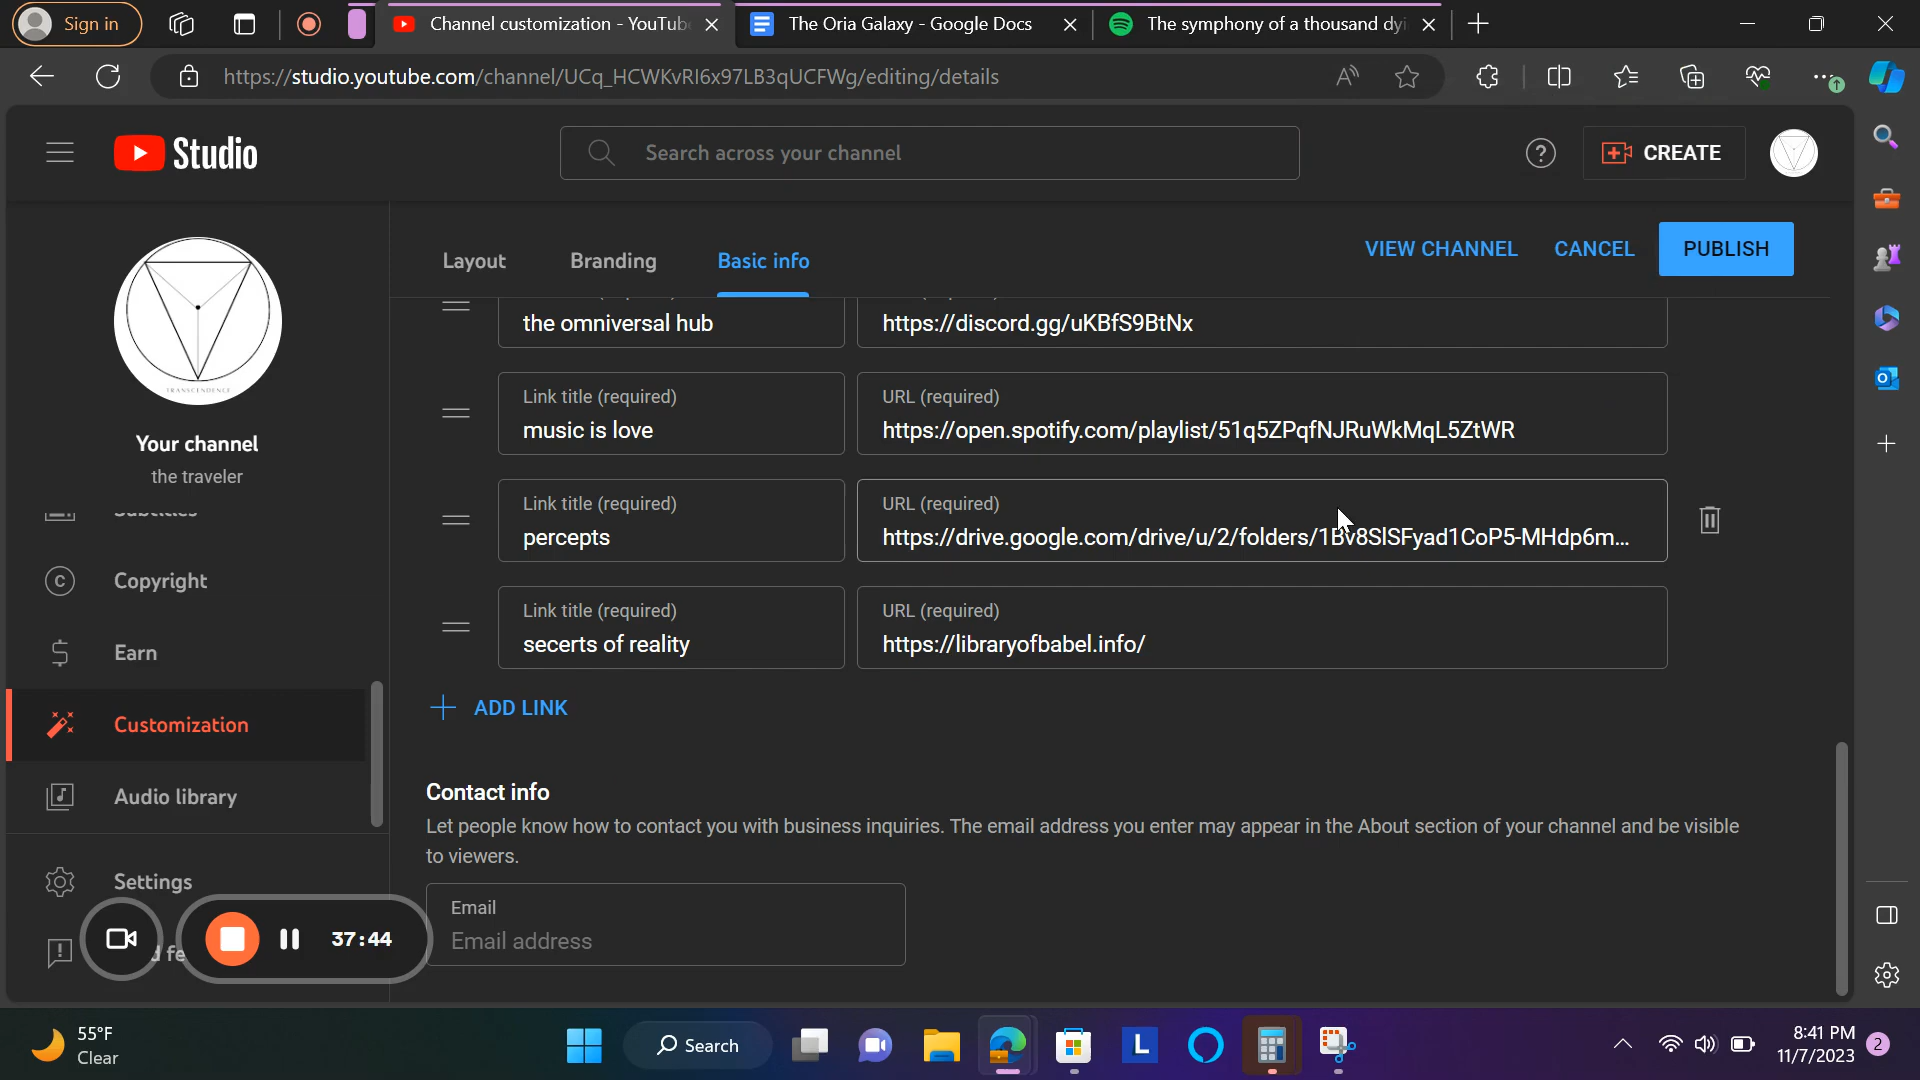 Sign in
Channel customization - YouTub
The Oria Galaxy - Google Docs
The symphony of a thousand dyi
https://studio.youtube.com/channel/UCq_HCWKvRI6x97LB3qUCFWg/editing/details
Studio
Search across your channel
CREATE
Layout
Branding
Basic info
VIEW CHANNEL
CANCEL
PUBLISH
TRANSCENDENCE
Your channel
the traveler
Copyright
Earn
Customization
Audio library
Settings
37:44
the omniversal hub
https://discord.gg/uKBfS9BtNx
Link title (required)
URL (required)
music is love
https://open.spotify.com/playlist/51q5ZPqfNJRuWkMqL5ZtWR
Link title (required)
URL (required)
percepts
https://drive.google.com/drive/u/2/folders/1Bv8SlSFyad1CoP5-MHdp6m...
Link title (required)
URL (required)
secerts of reality
https://libraryofbabel.info/
ADD LINK
Contact info
Let people know how to contact you with business inquiries. The email address you enter may appear in the About section of your channel and be visible
to viewers.
Email
Email address
55°F
Clear
Search
L
8:41 PM
11/7/2023
2